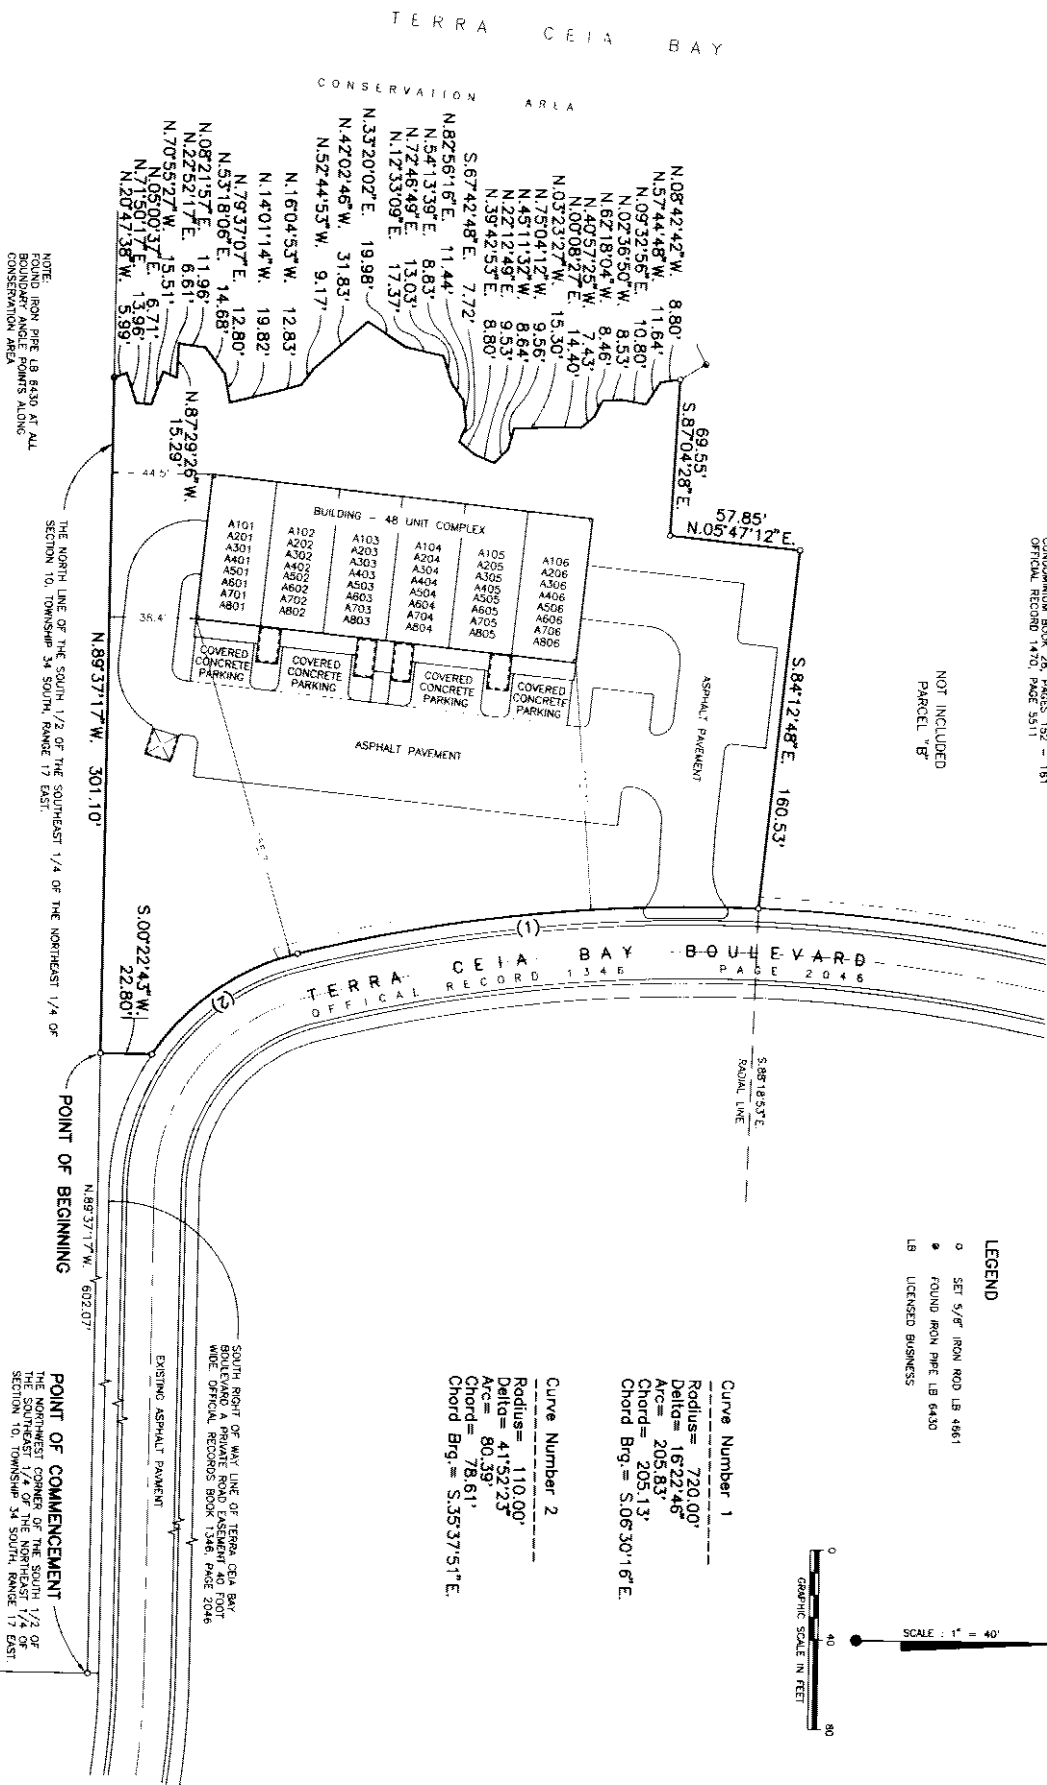 TERRA CEIA BAY
CONSERVATION AREA
N.08°42'42"W. 8.80'
N.57°44'48"W. 11.64'
N.09°32'56"E. 10.80'
N.02°36'50"W. 8.53'
N.62°18'04"W. 8.46'
N.40°57'25"W. 7.43'
N.00°08'27"E. 14.40'
N.03°23'27"W. 15.30'
N.75°04'12"W. 9.56'
N.45°11'32"W. 8.64'
N.22°12'49"E. 9.53'
N.39°42'53"E. 8.80'
S.67°42'48"E. 7.72'
N.82°56'16"E. 11.44'
N.54°13'39"E. 8.83'
N.72°46'49"E. 13.03'
N.12°33'09"E. 17.37'
N.33°20'02"E. 19.98'
N.42°02'46"W. 31.83'
N.52°44'53"W. 9.17'
N.16°04'53"W. 12.83'
N.14°01'14"W. 19.82'
N.79°37'07"E. 12.80'
N.53°18'06"E. 14.68'
N.08°21'57"E. 11.96'
N.22°52'17"E. 6.61'
N.70°55'27"W. 15.51'
N.05°00'37"E. 6.71'
N.71°50'17"E. 13.96'
N.20°47'38"W. 5.99'
N.87°29'26"W.
15.29'
69.55'
S.87°04'28"E.
57.85'
N.05°47'12"E.
S.84°12'48"E. 160.53'
OFFICIAL RECORD 1470, PAGE 5511
NOT INCLUDED
PARCEL "B"
NOTE:
FOUND IRON PIPE LB 6430 AT ALL
BOUNDARY ANGLE POINTS ALONG
CONSERVATION AREA
44.5'
38.4'
BUILDING - 48 UNIT COMPLEX
A101
A201
A301
A401
A501
A601
A701
A801
A102
A202
A302
A402
A502
A602
A702
A802
A103
A203
A303
A403
A503
A603
A703
A803
A104
A204
A304
A404
A504
A604
A704
A804
A105
A205
A305
A405
A505
A605
A705
A805
A106
A206
A306
A406
A506
A606
A706
A806
COVERED
CONCRETE
PARKING
COVERED
CONCRETE
PARKING
COVERED
CONCRETE
PARKING
COVERED
CONCRETE
PARKING
ASPHALT PAVEMENT
ASPHALT PAVEMENT
N.89°37'17"W. 301.10'
THE NORTH LINE OF THE SOUTH 1/2 OF THE SOUTHEAST 1/4 OF THE NORTHEAST 1/4 OF
SECTION 10, TOWNSHIP 34 SOUTH, RANGE 17 EAST.
S.00°22'43"W.
22.80'
(1)
(2)
TERRA CEIA BAY BOULEVARD
OFFICAL RECORD 1346 PAGE 2046
S.88°18'53"E.
RADIAL LINE
POINT OF BEGINNING
N.89°37'17"W. 602.07'
SOUTH RIGHT OF WAY LINE OF TERRA CEIA BAY
BOULEVARD A PRIVATE ROAD EASEMENT 40 FOOT
WIDE. OFFICIAL RECORDS BOOK 1346, PAGE 2046
EXISTING ASPHALT PAVMENT
POINT OF COMMENCEMENT
THE NORTHWEST CORNER OF THE SOUTH 1/2 OF
THE SOUTHEAST 1/4 OF THE NORTHEAST 1/4 OF
SECTION 10, TOWNSHIP 34 SOUTH, RANGE 17 EAST.
LEGEND
SET 5/8" IRON ROD LB 4661
FOUND IRON PIPE LB 6430
LB LICENSED BUSINESS
Curve Number 1
Radius= 720.00'
Delta= 16°22'46"
Arc= 205.83'
Chord= 205.13'
Chord Brg.= S.06°30'16"E.
Curve Number 2
Radius= 110.00'
Delta= 41°52'23"
Arc= 80.39'
Chord= 78.61'
Chord Brg.= S.35°37'51"E.
0 40 80
GRAPHIC SCALE IN FEET
SCALE : 1" = 40'